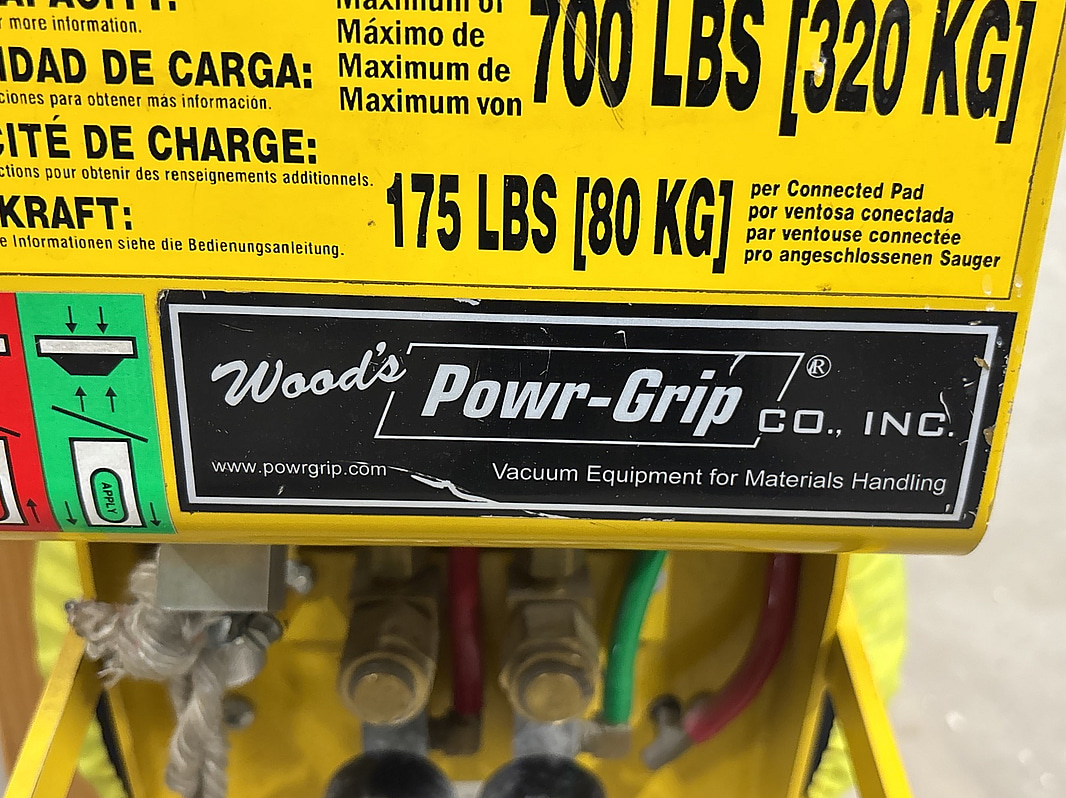 Maximum of
Máximo de
Maximum de
Maximum von
700 LBS [320 KG]
r more information.
IDAD DE CARGA:
ciones para obtener más información.
CITÉ DE CHARGE:
ctions pour obtenir des renseignements additionnels.
KRAFT:
e Informationen siehe die Bedienungsanleitung.
175 LBS [80 KG]
per Connected Pad
por ventosa conectada
par ventouse connectée
pro angeschlossenen Sauger
APPLY
Wood's Powr-Grip® CO., INC.
www.powrgrip.com
Vacuum Equipment for Materials Handling